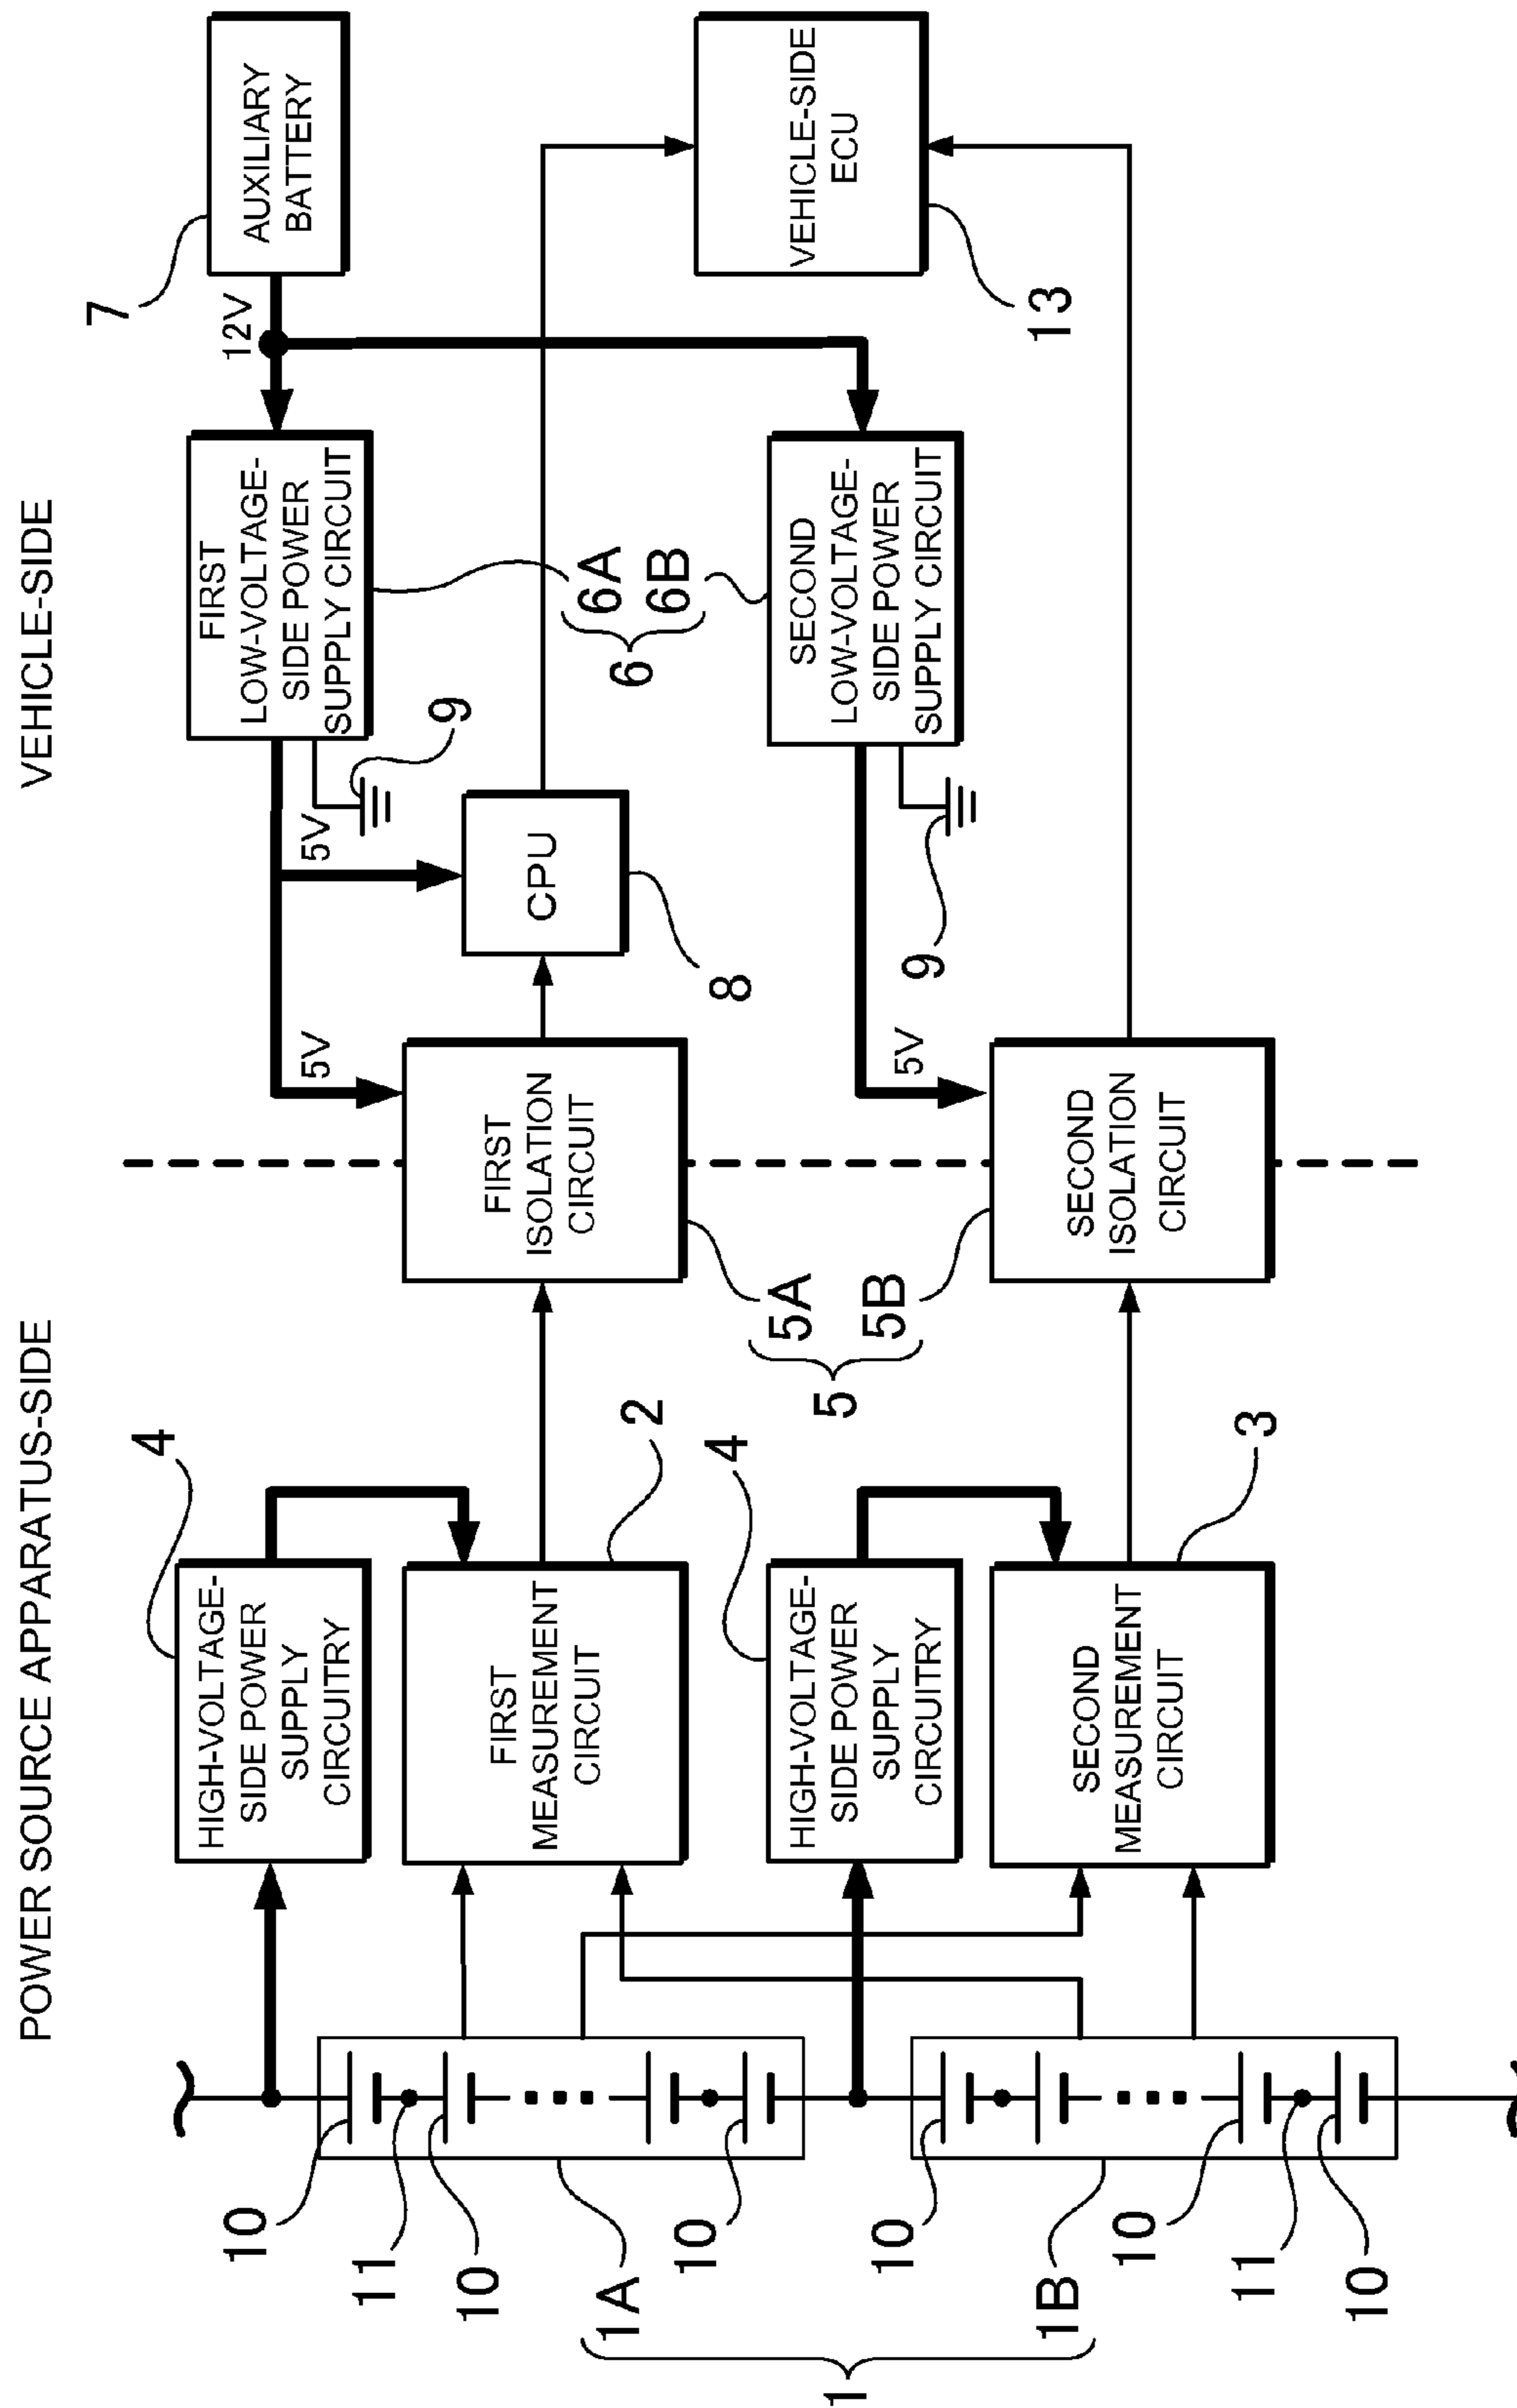 POWER SOURCE APPARATUS-SIDE
VEHICLE-SIDE
4
HIGH-VOLTAGE-
SIDE POWER
SUPPLY
CIRCUITRY
FIRST
MEASUREMENT
CIRCUIT
2
4
HIGH-VOLTAGE-
SIDE POWER
SUPPLY
CIRCUITRY
SECOND
MEASUREMENT
CIRCUIT
3
10
11
10
10
1A
10
10
11
10
1B
1
FIRST
ISOLATION
CIRCUIT
5A
5B
5
SECOND
ISOLATION
CIRCUIT
7
AUXILIARY
BATTERY
12V
FIRST
LOW-VOLTAGE-
SIDE POWER
SUPPLY CIRCUIT
9
5V
5V
CPU
8
6A
6B
6
SECOND
LOW-VOLTAGE-
SIDE POWER
SUPPLY CIRCUIT
9
5V
VEHICLE-SIDE
ECU
13